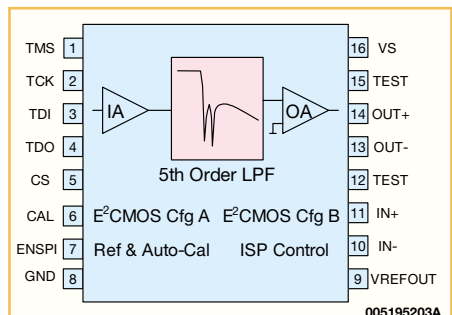 TMS 1
TCK 2
TDI 3
TDO 4
CS 5
CAL 6
ENSPI 7
GND 8
16 VS
15 TEST
14 OUT+
13 OUT-
12 TEST
11 IN+
10 IN-
9 VREFOUT
IA
OA
5th Order LPF
E²CMOS Cfg A E²CMOS Cfg B
Ref & Auto-Cal ISP Control
005195203A